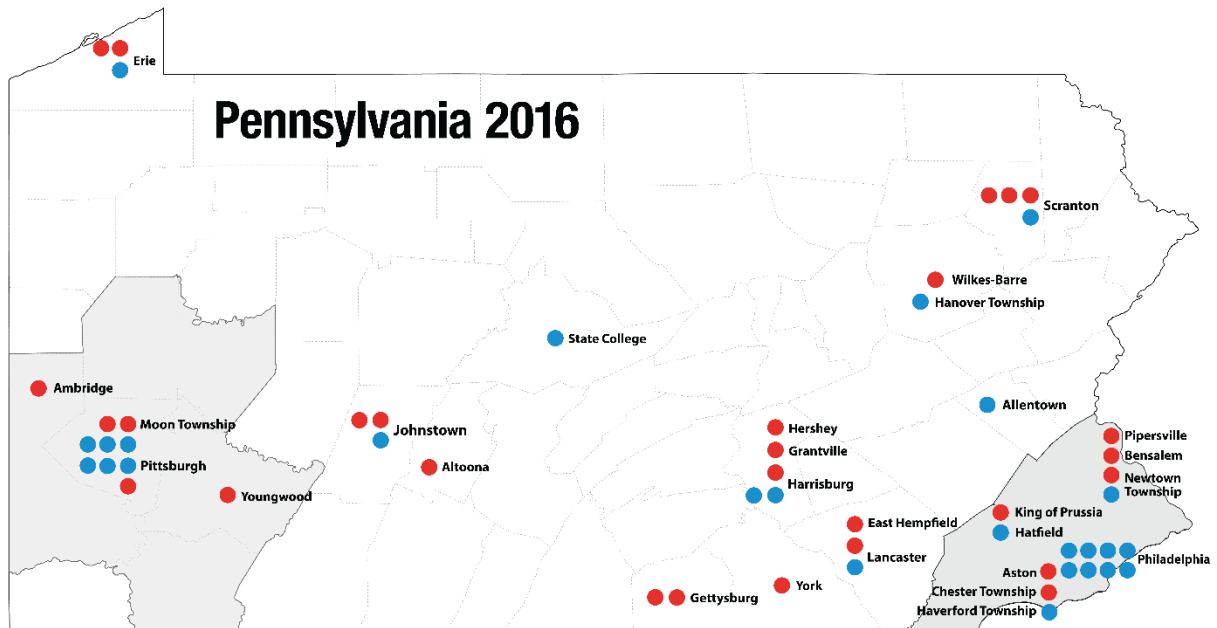 Erie
Pennsylvania 2016
Scranton
Wilkes-Barre
Hanover Township
State College
Ambridge
Allentown
Moon Township
Johnstown
Hershey
Pipersville
Grantville
Bensalem
Pittsburgh
Altoona
Harrisburg
Newtown
Township
Youngwood
King of Prussia
East Hempfield
Hatfield
Lancaster
Philadelphia
Aston
York
Chester Township
Gettysburg
Haverford Township